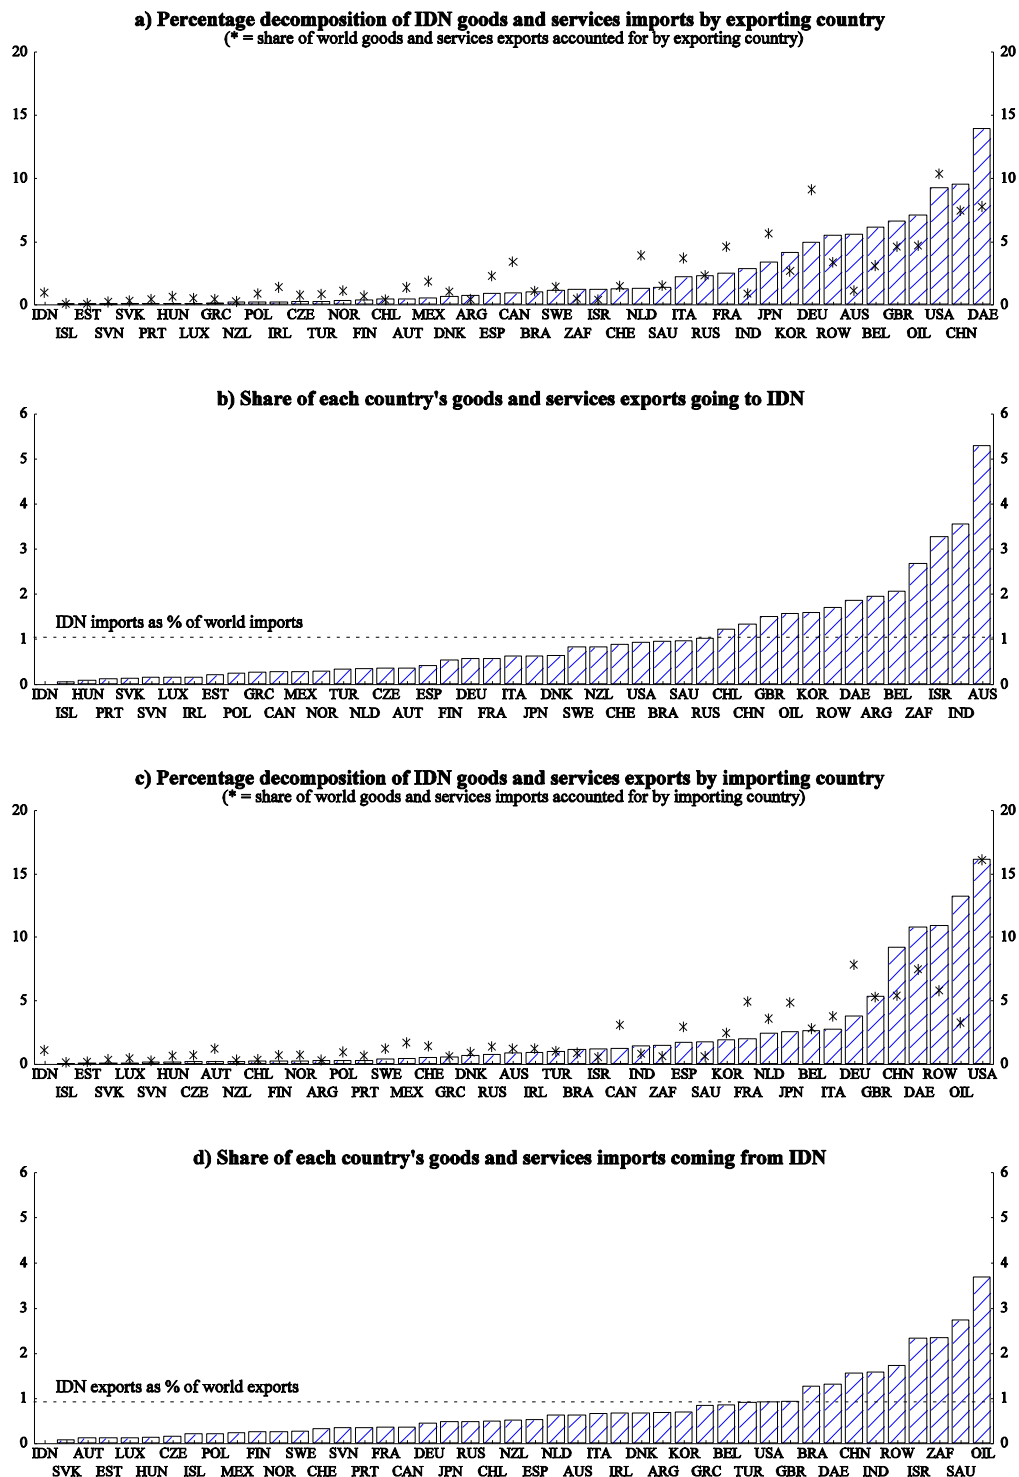 a) Percentage decomposition of IDN goods and services imports by exporting country
(* = share of world goods and services exports accounted for by exporting country)
20 20
15 15
10 10
5 5
0 0
IDN EST SVK HUN GRC POL CZE NOR CHL MEX ARG CAN SWE ISR NLD ITA FRA JPN DEU AUS GBR USA DAE
ISL SVN PRT LUX NZL IRL TUR FIN AUT DNK ESP BRA ZAF CHE SAU RUS IND KOR ROW BEL OIL CHN
b) Share of each country's goods and services exports going to IDN
6 6
5 5
4 4
3 3
2 2
IDN imports as % of world imports
1 1
0 0
IDN HUN SVK LUX EST GRC MEX TUR CZE ESP DEU ITA DNK NZL USA SAU CHL GBR KOR DAE BEL ISR AUS
ISL PRT SVN IRL POL CAN NOR NLD AUT FIN FRA JPN SWE CHE BRA RUS CHN OIL ROW ARG ZAF IND
c) Percentage decomposition of IDN goods and services exports by importing country
(* = share of world goods and services imports accounted for by importing country)
20 20
15 15
10 10
5 5
0 0
IDN EST LUX HUN AUT CHL NOR POL SWE CHE DNK AUS TUR ISR IND ESP KOR NLD BEL DEU CHN ROW USA
ISL SVK SVN CZE NZL FIN ARG PRT MEX GRC RUS IRL BRA CAN ZAF SAU FRA JPN ITA GBR DAE OIL
d) Share of each country's goods and services imports coming from IDN
6 6
5 5
4 4
3 3
2 2
IDN exports as % of world exports
1 1
0 0
IDN AUT LUX CZE POL FIN SWE SVN FRA DEU RUS NZL NLD ITA DNK KOR BEL USA BRA CHN ROW ZAF OIL
SVK EST HUN ISL MEX NOR CHE PRT CAN JPN CHL ESP AUS IRL ARG GRC TUR GBR DAE IND ISR SAU